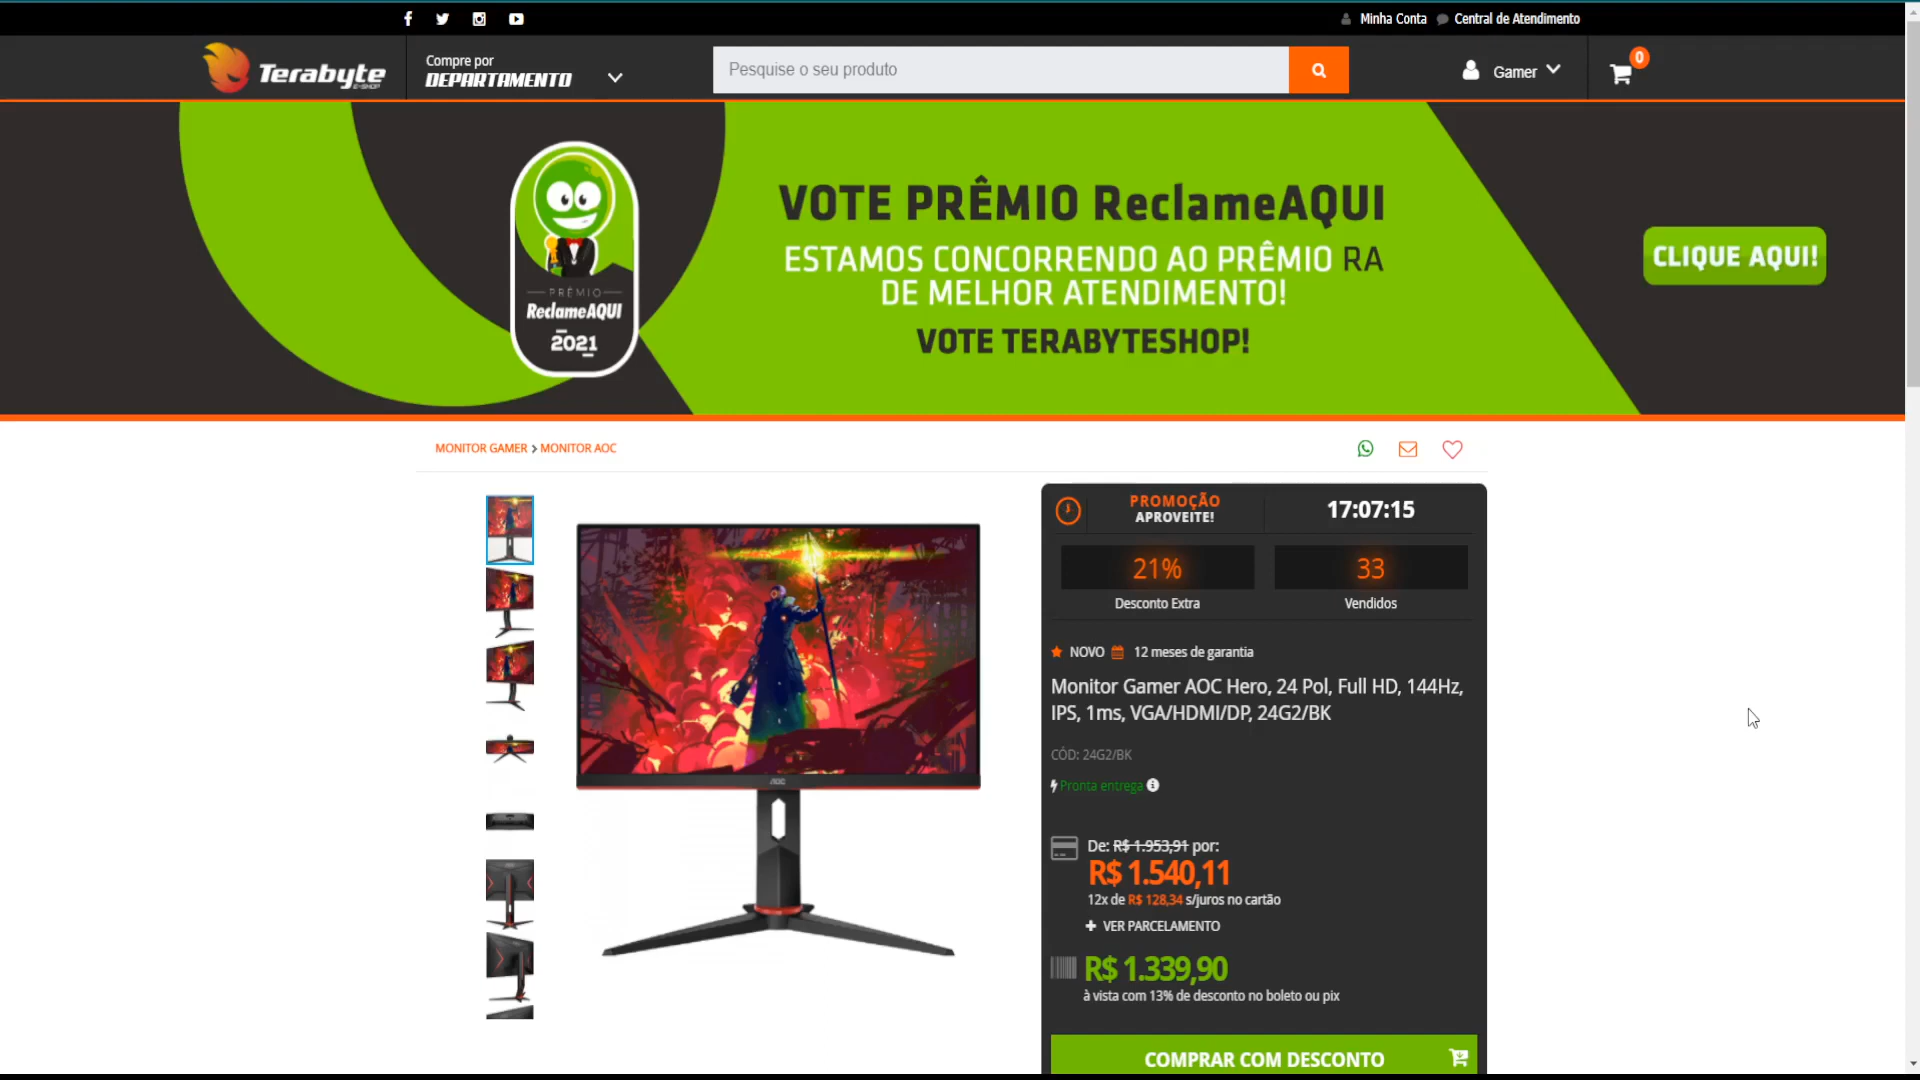 Minha Conta
Central de Atendimento
Terabyte
E-SHOP
Compre por
DEPARTAMENTO
Pesquise o seu produto
Gamer
0
PRÊMIO
ReclameAQUI
2021
VOTE PRÊMIO ReclameAQUI
ESTAMOS CONCORRENDO AO PRÊMIO RA
DE MELHOR ATENDIMENTO!
VOTE TERABYTESHOP!
CLIQUE AQUI!
MONITOR GAMER > MONITOR AOC
AOC
PROMOÇÃO
APROVEITE!
17:07:15
21%
Desconto Extra
33
Vendidos
NOVO 12 meses de garantia
Monitor Gamer AOC Hero, 24 Pol, Full HD, 144Hz,
IPS, 1ms, VGA/HDMI/DP, 24G2/BK
CÓD: 24G2/BK
Pronta entrega
De: R$ 1.953,91 por:
R$ 1.540,11
12x de R$ 128,34 s/juros no cartão
+ VER PARCELAMENTO
R$ 1.339,90
à vista com 13% de desconto no boleto ou pix
COMPRAR COM DESCONTO